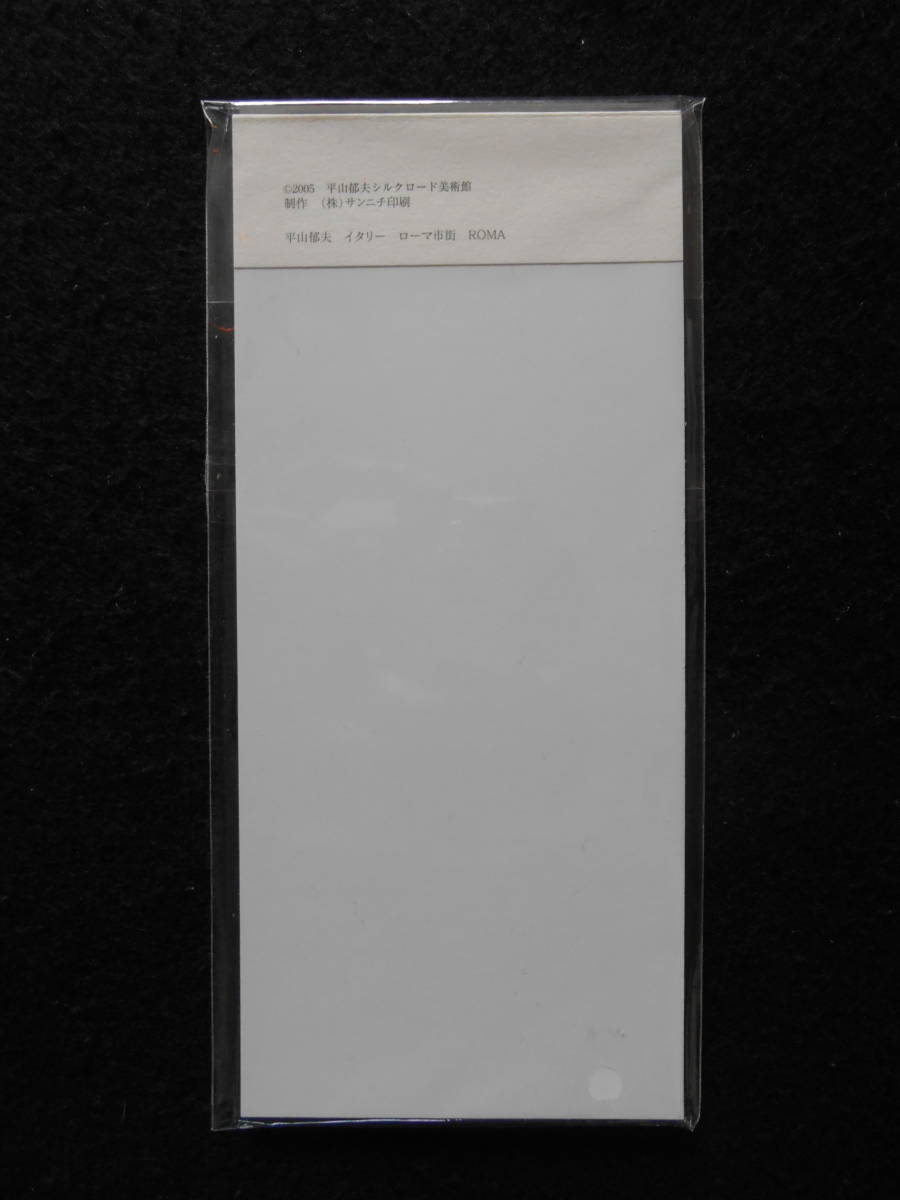 ©2005　平山郁夫シルクロード美術館
制作　（株）サンニチ印刷
平山郁夫　イタリー　ローマ市街　ROMA